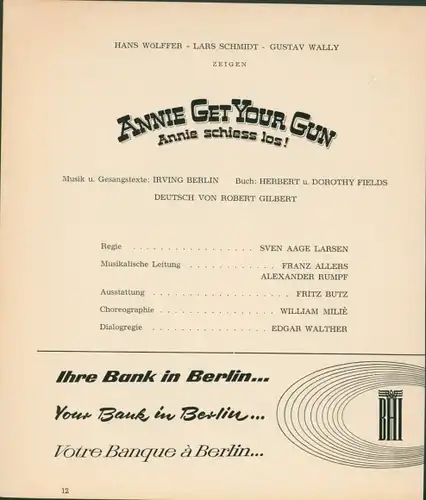 HANS WÖLFFER - LARS SCHMIDT - GUSTAV WALLY
ZEIGEN
ANNIE GET YOUR GUN
Annie schiess los!
Musik u. Gesangstexte: IRVING BERLIN Buch: HERBERT u. DOROTHY FIELDS
DEUTSCH VON ROBERT GILBERT
Regie . . . . . . . . . . . . . . . . . SVEN AAGE LARSEN
Musikalische Leitung . . . . . . . . . . . . FRANZ ALLERS
ALEXANDER RUMPF
Ausstattung . . . . . . . . . . . . . . . . . . . . FRITZ BUTZ
Choreographie . . . . . . . . . . . . . . . . . WILLIAM MILIÈ
Dialogregie . . . . . . . . . . . . . . . . EDGAR WALTHER
Ihre Bank in Berlin...
Your Bank in Berlin...
Votre Banque à Berlin...
BHI
12